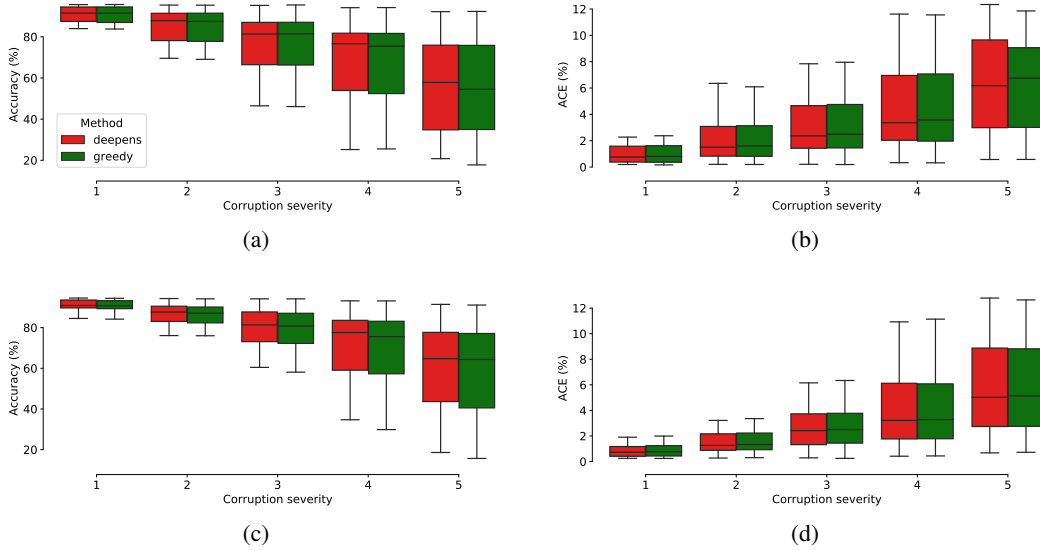 Accuracy (%)
80
60
40
20
Method
deepens
greedy
1 2 3 4 5
Corruption severity
(a)
ACE (%)
12
10
8
6
4
2
0
1 2 3 4 5
Corruption severity
(b)
Accuracy (%)
80
60
40
20
1 2 3 4 5
Corruption severity
(c)
ACE (%)
12
10
8
6
4
2
0
1 2 3 4 5
Corruption severity
(d)